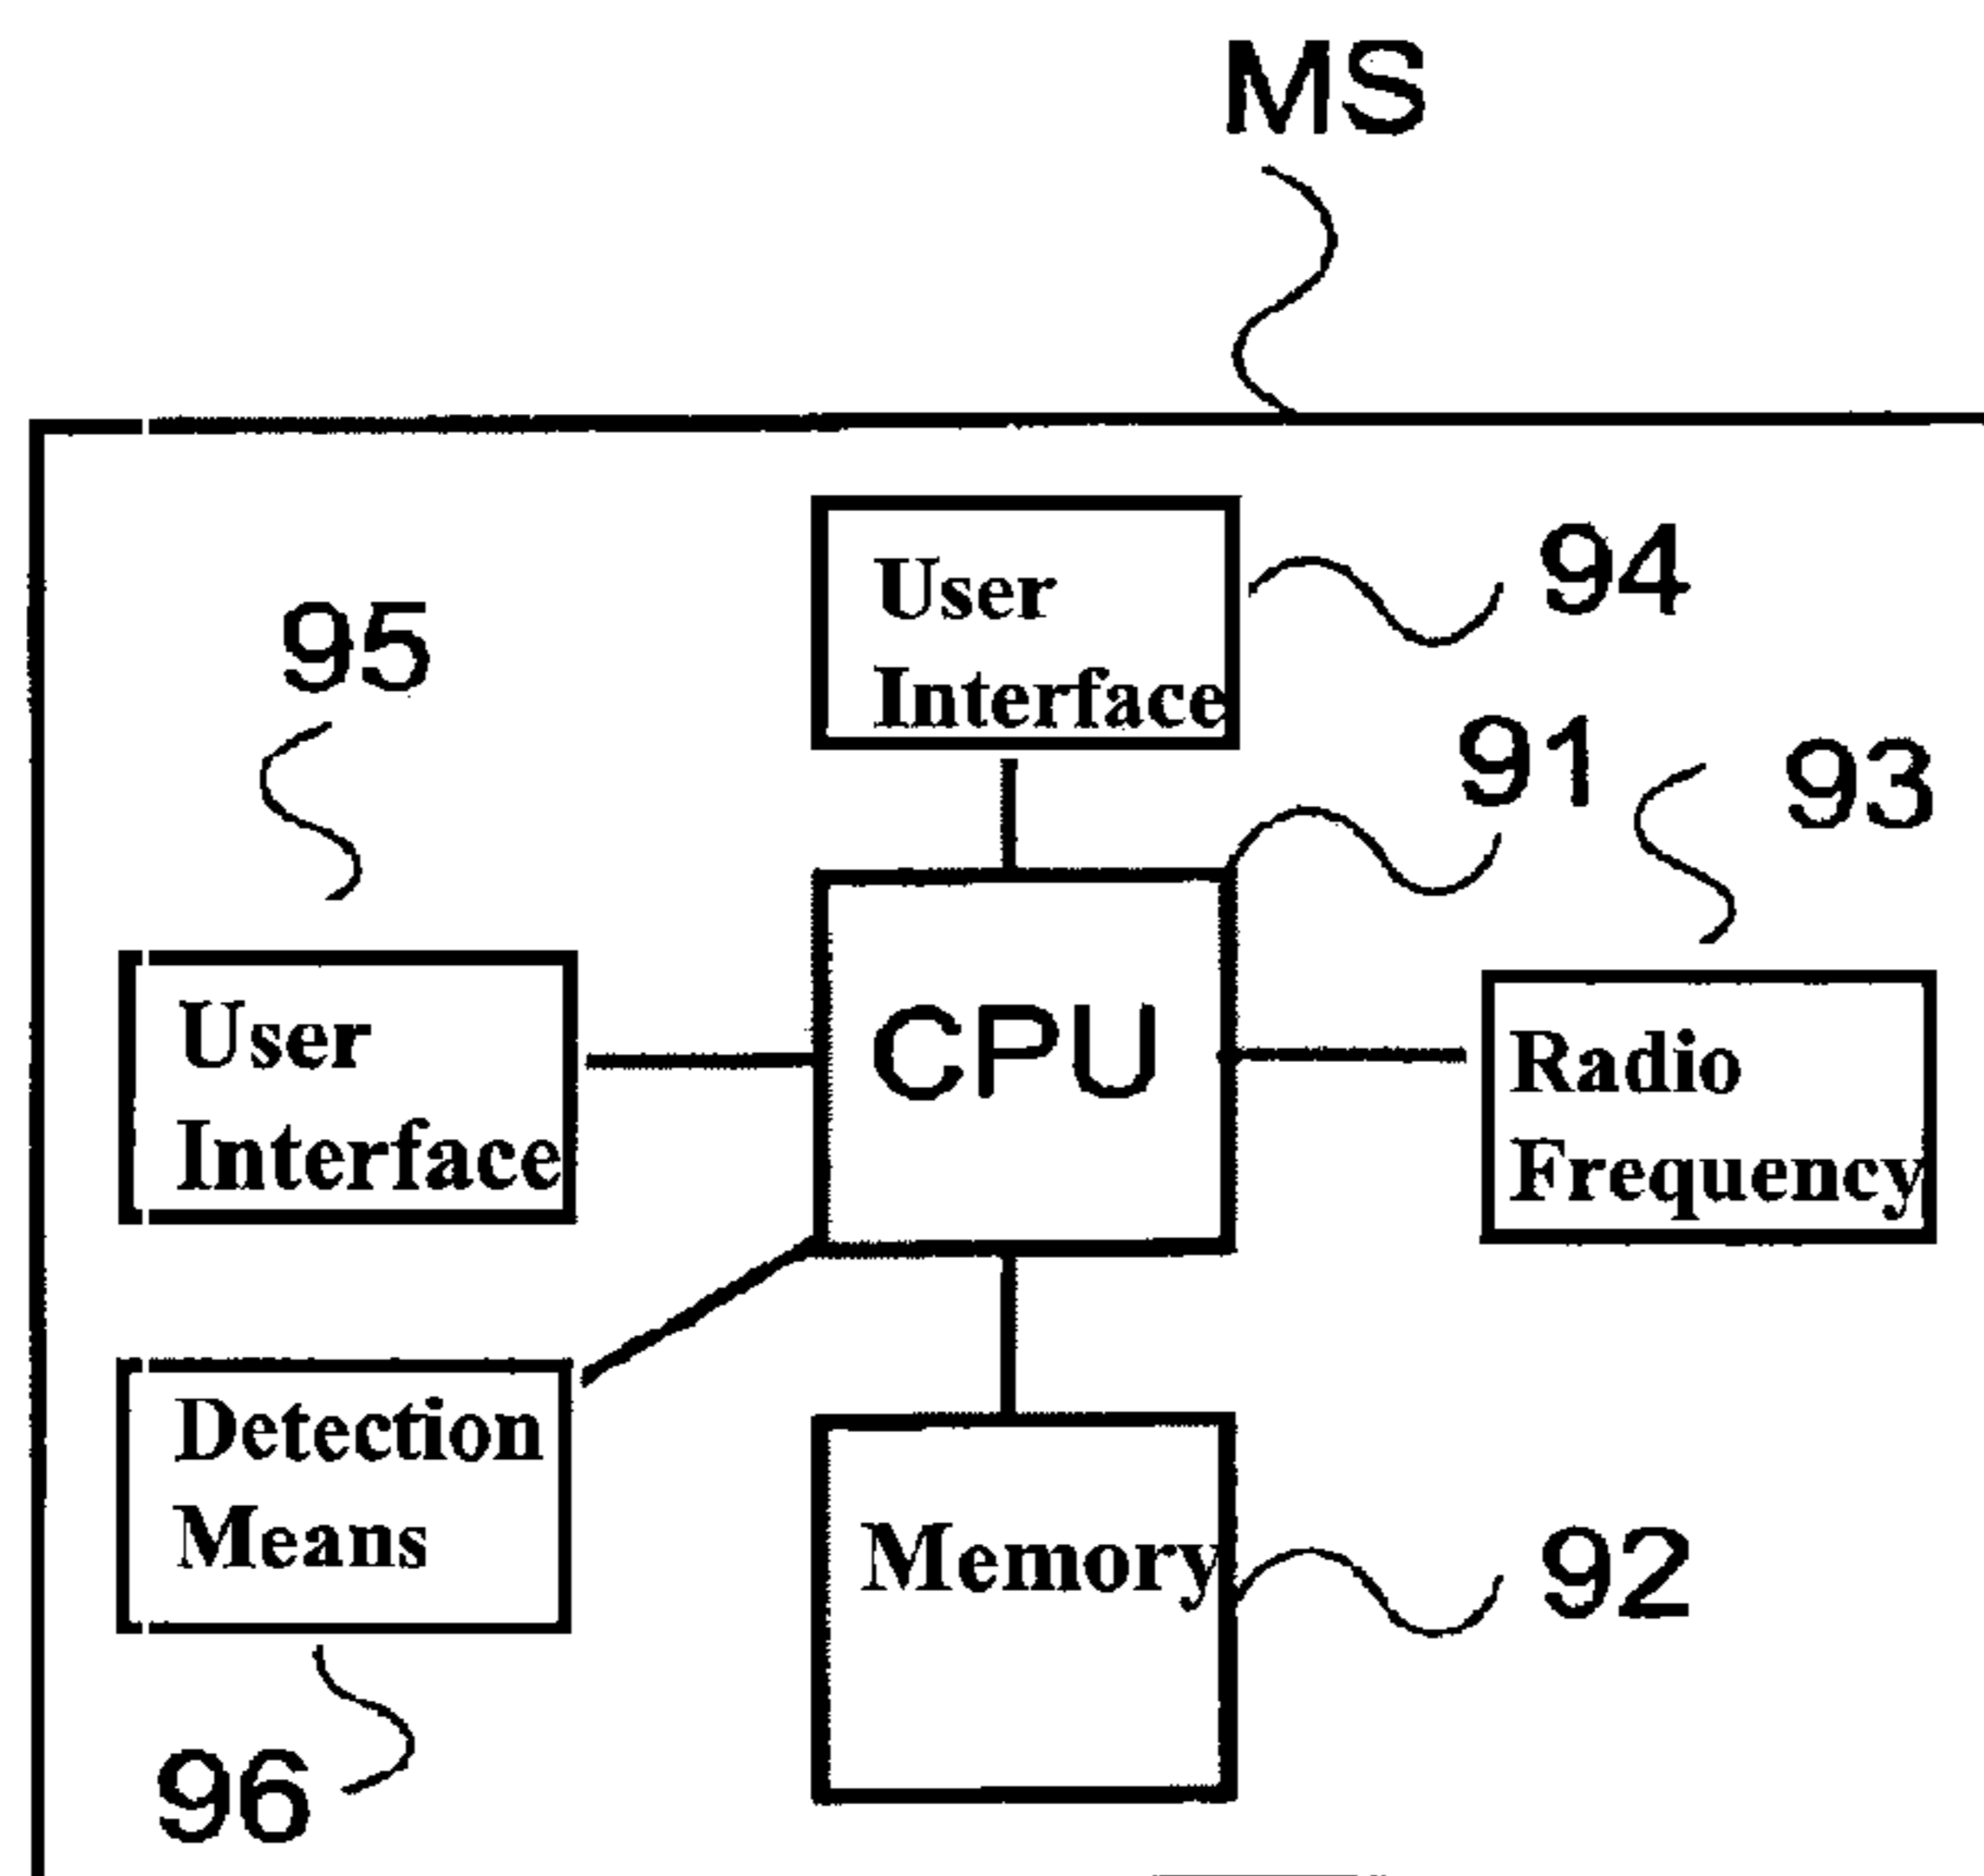 MS
User
Interface
94
95
91
93
User
Interface
CPU
Radio
Frequency
Detection
Means
Memory
92
96